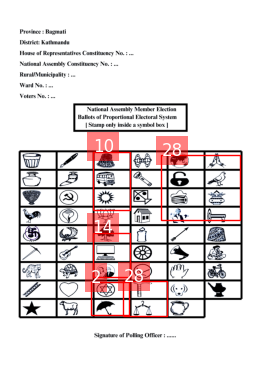 Province : Bagmati
District: Kathmandu
House of Representatives Constituency No. : ...
National Assembly Constituency No. : ...
Rural/Municipality : ...
Ward No. : ...
Voters No. : ...
National Assembly Member Election
Ballots of Proportional Electoral System
[ Stamp only inside a symbol box ]
10
28
14
2
28
Signature of Polling Officer : ......